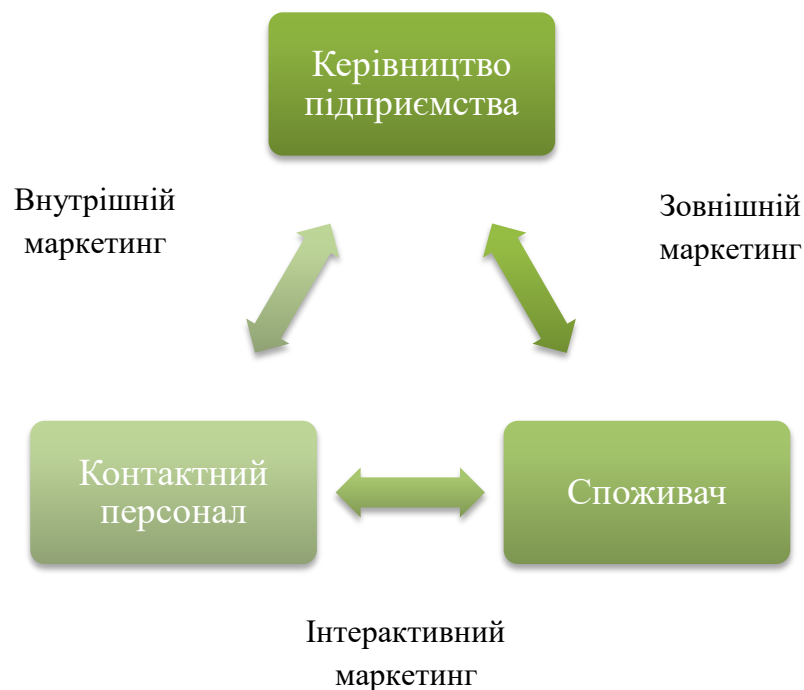 Керівництво
підприємства
Внутрішній
маркетинг
Зовнішній
маркетинг
Контактний
персонал
Споживач
Інтерактивний
маркетинг